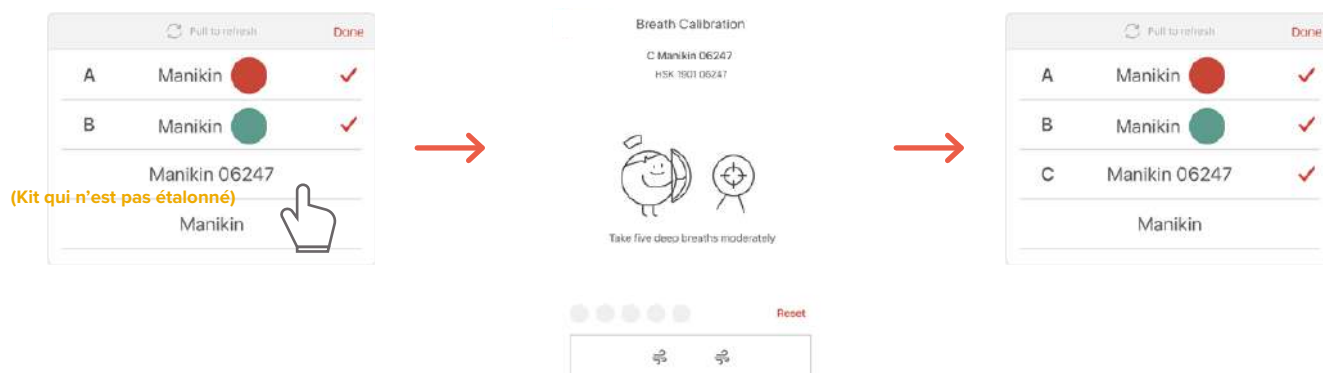 Pull to refresh Done
A Manikin
B Manikin
Manikin 06247
(Kit qui n'est pas étalonné)
Manikin
Breath Calibration
C Manikin 06247
HSK 1901 06247
Take five deep breaths moderately
Reset
Pull to refresh Done
A Manikin
B Manikin
C Manikin 06247
Manikin